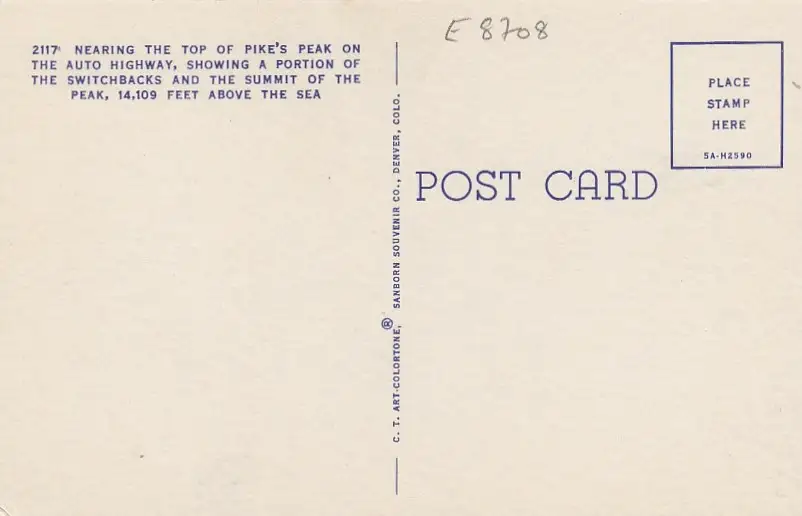 E 8708
2117 NEARING THE TOP OF PIKE'S PEAK ON
THE AUTO HIGHWAY, SHOWING A PORTION OF
THE SWITCHBACKS AND THE SUMMIT OF THE
PEAK, 14,109 FEET ABOVE THE SEA
C. T. ART-COLORTONE, ® SANBORN SOUVENIR CO., DENVER, COLO.
PLACE
STAMP
HERE
5A-H2590
POST CARD